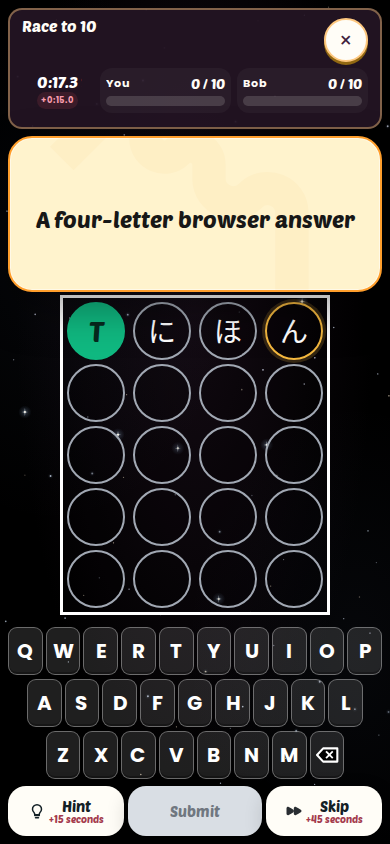 Race to 10
×
0:17.3
+0:15.0
You 0 / 10
Bob 0 / 10
A four-letter browser answer
T に ほ ん
Q W E R T Y U I O P
A S D F G H J K L
Z X C V B N M
Hint
+15 seconds
Submit
Skip
+45 seconds